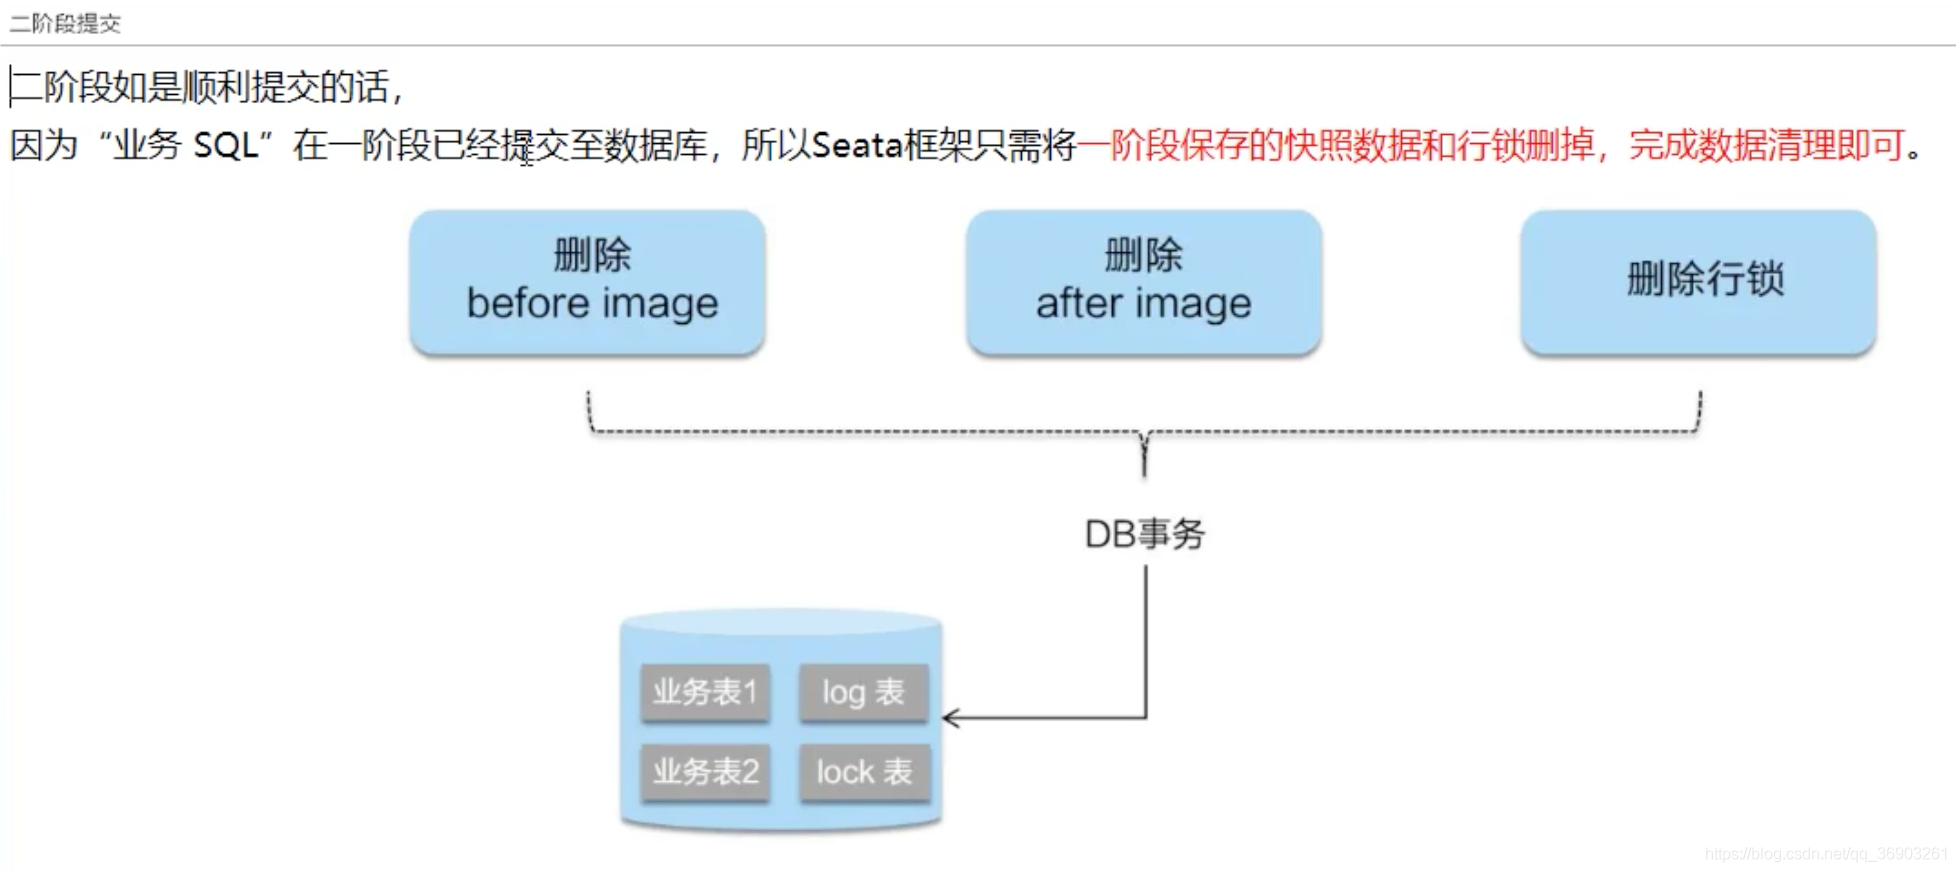 二阶段提交
二阶段如是顺利提交的话，
因为“业务 SQL”在一阶段已经提交至数据库，所以Seata框架只需将一阶段保存的快照数据和行锁删掉，完成数据清理即可。
删除
before image
删除
after image
删除行锁
DB事务
业务表1
log 表
业务表2
lock 表
https://blog.csdn.net/qq_36903261